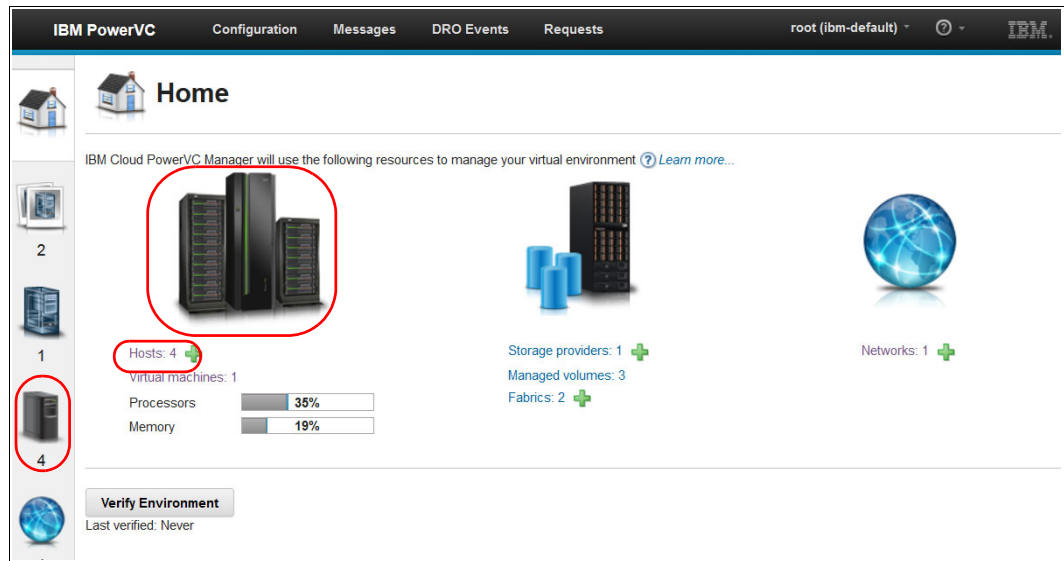 IBM PowerVC Configuration Messages DRO Events Requests root (ibm-default) ? IBM.
Home
IBM Cloud PowerVC Manager will use the following resources to manage your virtual environment ? Learn more...
2
1
4
Hosts: 4
Virtual machines: 1
Processors 35%
Memory 19%
Storage providers: 1
Managed volumes: 3
Fabrics: 2
Networks: 1
Verify Environment
Last verified: Never